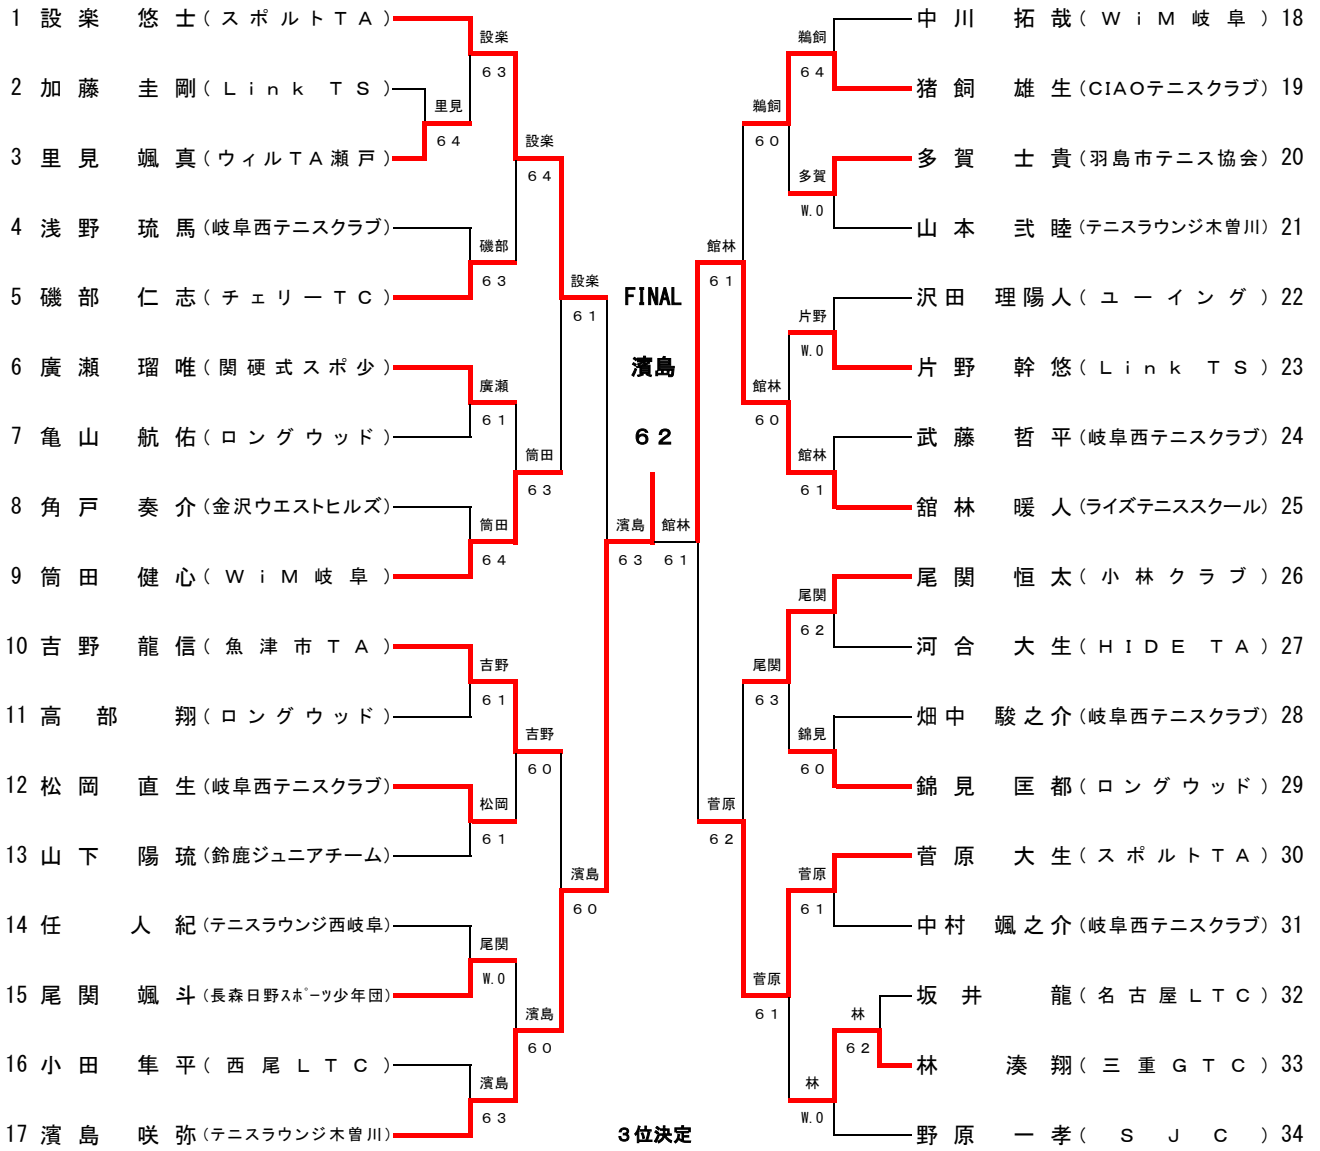 1 設楽 悠士 (スポルトTA)
2 加藤 圭剛 (Link TS)
3 里見 颯真 (ウィルTA瀬戸)
4 浅野 琉馬 (岐阜西テニスクラブ)
5 磯部 仁志 (チェリーTC)
6 廣瀬 瑠唯 (関硬式スポ少)
7 亀山 航佑 (ロングウッド)
8 角戸 奏介 (金沢ウエストヒルズ)
9 筒田 健心 (WiM岐阜)
10 吉野 龍信 (魚津市TA)
11 高部 翔 (ロングウッド)
12 松岡 直生 (岐阜西テニスクラブ)
13 山下 陽琉 (鈴鹿ジュニアチーム)
14 任 人紀 (テニスラウンジ西岐阜)
15 尾関 颯斗 (長森日野スポーツ少年団)
16 小田 隼平 (西尾LTC)
17 濱島 咲弥 (テニスラウンジ木曽川)
里見
64
設楽
63
磯部
63
廣瀬
61
筒田
64
吉野
61
松岡
61
尾関
W.0
濱島
63
設楽
64
筒田
63
吉野
60
濱島
60
設楽
61
濱島
60
濱島
63
FINAL
濱島
62
3位決定
館林
61
館林
61
菅原
62
鵜飼
60
館林
60
尾関
63
菅原
61
鵜飼
64
多賀
W.0
片野
W.0
館林
61
尾関
62
錦見
60
菅原
61
林
W.0
林
62
中川 拓哉 (WiM岐阜) 18
猪飼 雄生 (CIAOテニスクラブ) 19
多賀 士貴 (羽島市テニス協会) 20
山本 弐睦 (テニスラウンジ木曽川) 21
沢田 理陽人 (ユーイング) 22
片野 幹悠 (Link TS) 23
武藤 哲平 (岐阜西テニスクラブ) 24
舘林 暖人 (ライズテニススクール) 25
尾関 恒太 (小林クラブ) 26
河合 大生 (HIDE TA) 27
畑中 駿之介 (岐阜西テニスクラブ) 28
錦見 匡都 (ロングウッド) 29
菅原 大生 (スポルトTA) 30
中村 颯之介 (岐阜西テニスクラブ) 31
坂井 龍 (名古屋LTC) 32
林 湊翔 (三重GTC) 33
野原 一孝 (SJC) 34